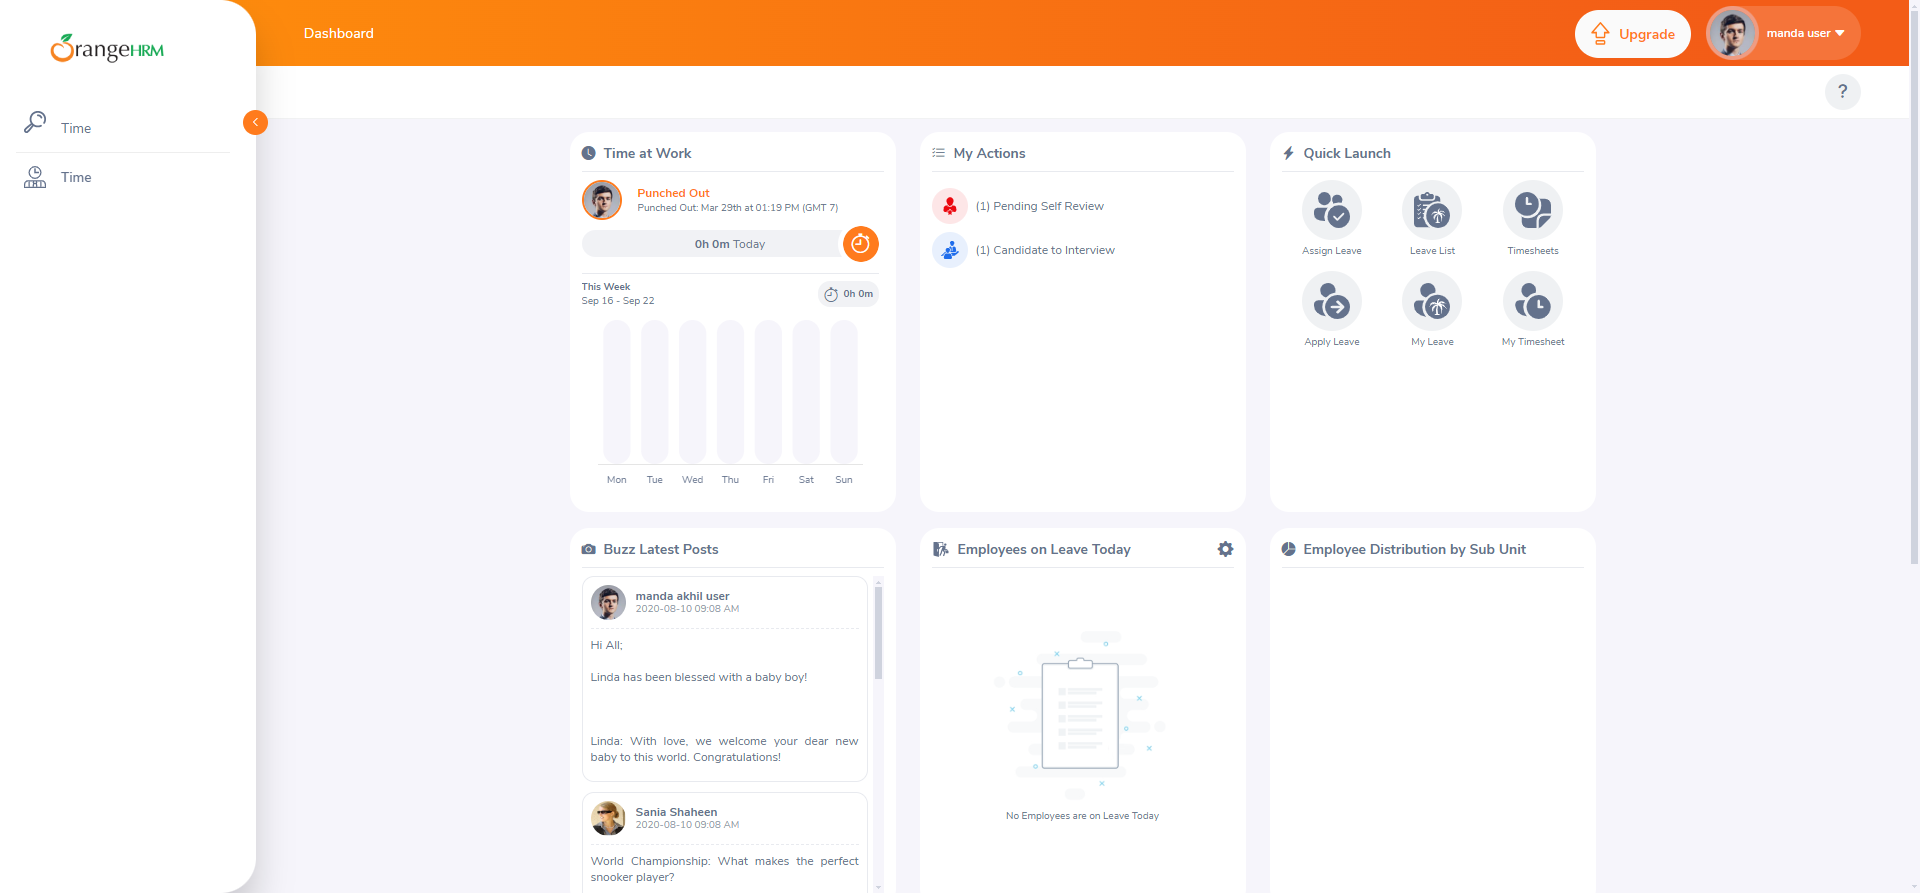 OrangeHRM
Time
Time
Dashboard
Upgrade
manda user
?
Time at Work
Punched Out
Punched Out: Mar 29th at 01:19 PM (GMT 7)
0h 0m Today
This Week
Sep 16 - Sep 22
0h 0m
Mon Tue Wed Thu Fri Sat Sun
My Actions
(1) Pending Self Review
(1) Candidate to Interview
Quick Launch
Assign Leave Leave List Timesheets
Apply Leave My Leave My Timesheet
Buzz Latest Posts
manda akhil user
2020-08-10 09:08 AM
Hi All;
Linda has been blessed with a baby boy!
Linda: With love, we welcome your dear new
baby to this world. Congratulations!
Sania Shaheen
2020-08-10 09:08 AM
World Championship: What makes the perfect
snooker player?
Employees on Leave Today
No Employees are on Leave Today
Employee Distribution by Sub Unit